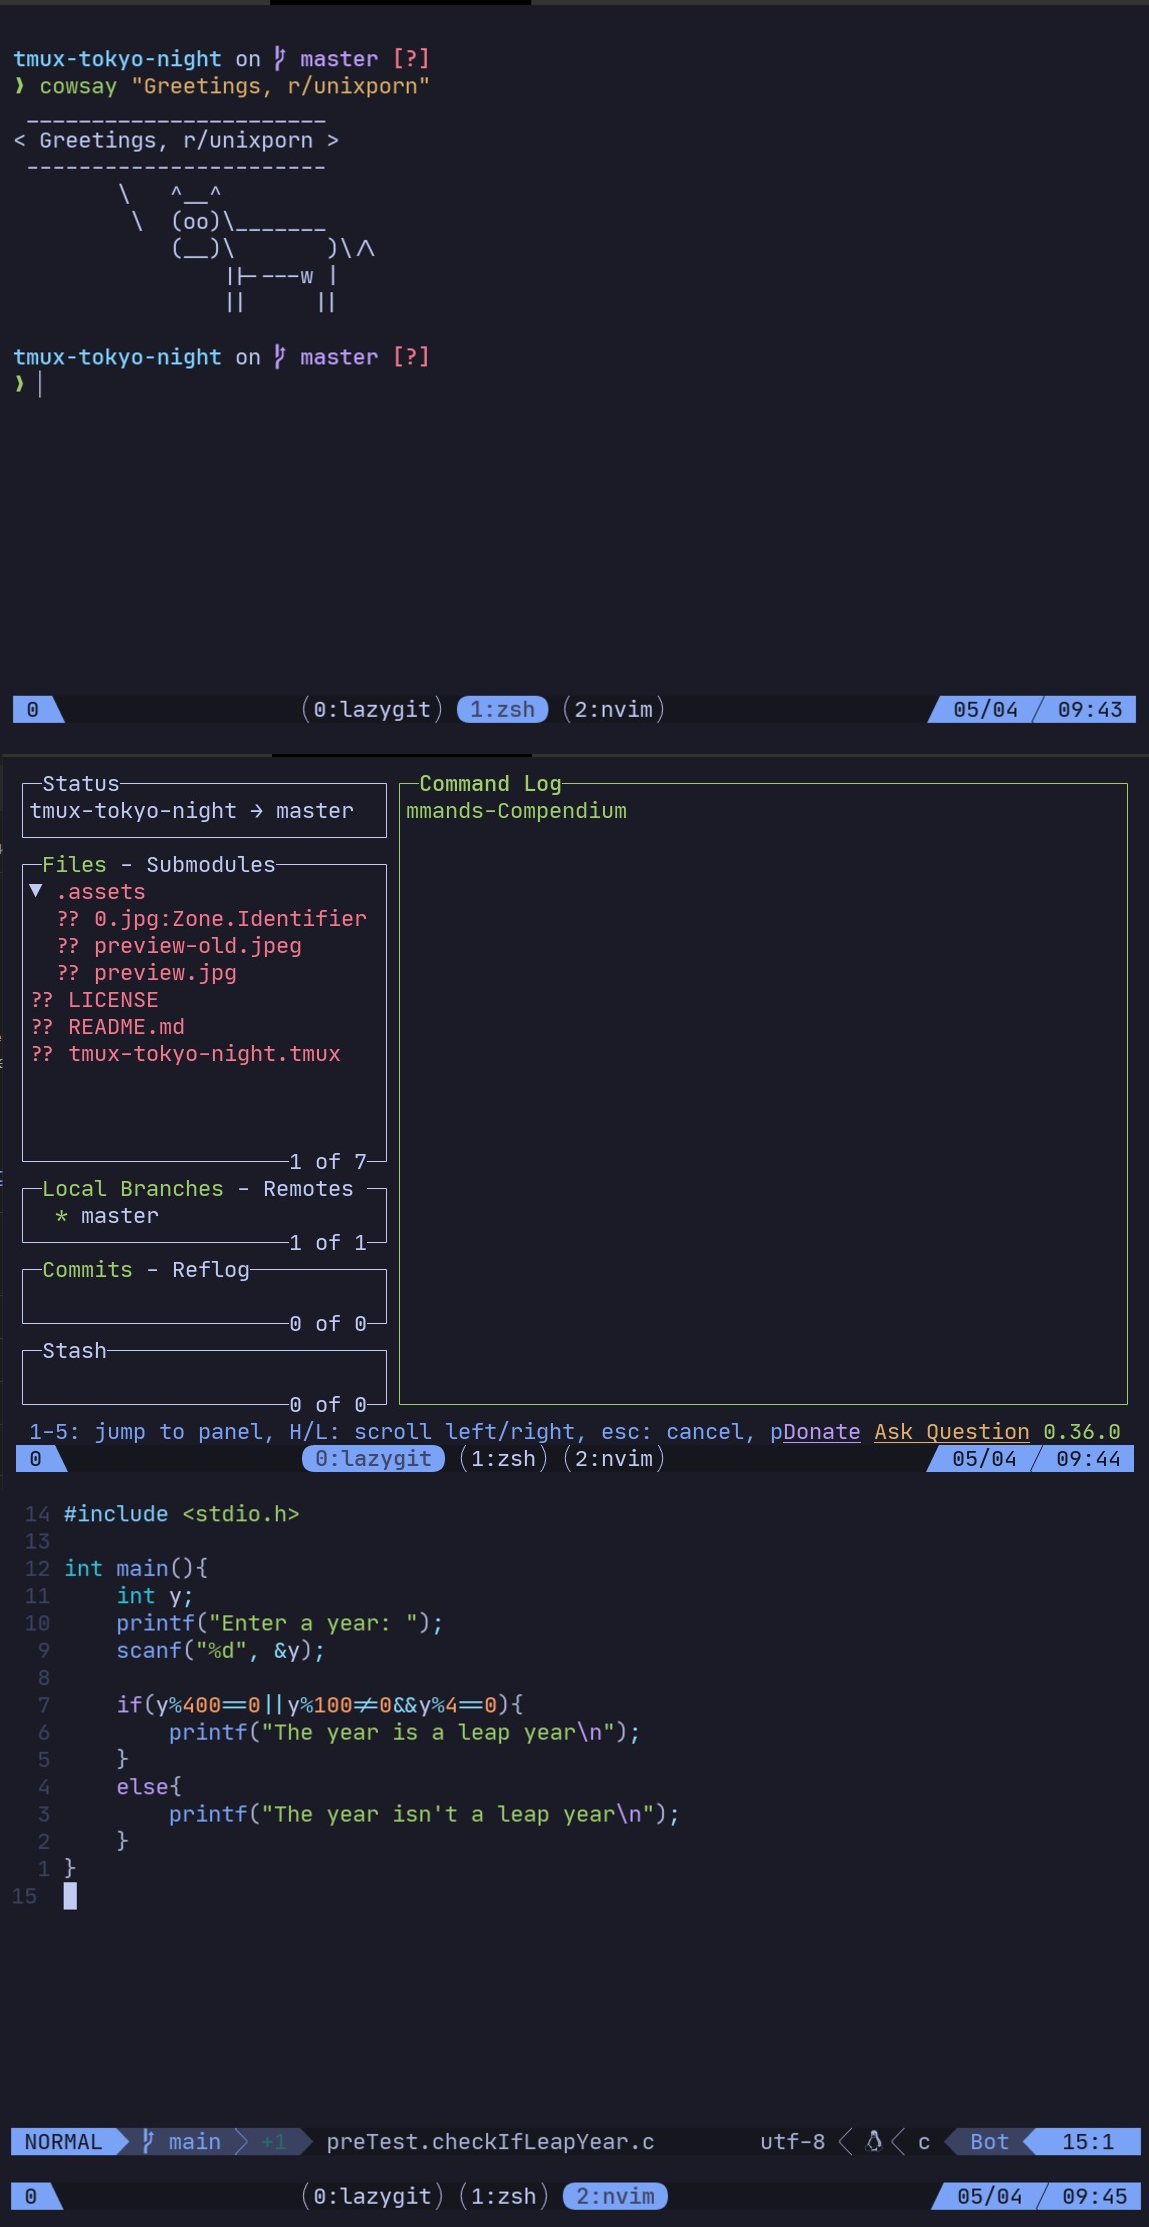 tmux-tokyo-night on master [?]
❱ cowsay "Greetings, r/unixporn"
 _______________________
< Greetings, r/unixporn >
 -----------------------
        \   ^__^
         \  (oo)\_______
            (__)\       )\/\
                ||----w |
                ||     ||
tmux-tokyo-night on master [?]
❱
0 (0:lazygit) 1:zsh (2:nvim) 05/04 09:43
Status
tmux-tokyo-night → master
Files - Submodules
▼ .assets
?? 0.jpg:Zone.Identifier
?? preview-old.jpeg
?? preview.jpg
?? LICENSE
?? README.md
?? tmux-tokyo-night.tmux
1 of 7
Local Branches - Remotes
* master
1 of 1
Commits - Reflog
0 of 0
Stash
0 of 0
Command Log
mmands-Compendium
1-5: jump to panel, H/L: scroll left/right, esc: cancel, pDonate Ask Question 0.36.0
0 0:lazygit (1:zsh) (2:nvim) 05/04 09:44
14 #include <stdio.h>
13
12 int main(){
11     int y;
10     printf("Enter a year: ");
9     scanf("%d", &y);
8
7     if(y%400==0||y%100!=0&&y%4==0){
6         printf("The year is a leap year\n");
5     }
4     else{
3         printf("The year isn't a leap year\n");
2     }
1 }
15
NORMAL main +1 preTest.checkIfLeapYear.c utf-8 c Bot 15:1
0 (0:lazygit) (1:zsh) 2:nvim 05/04 09:45